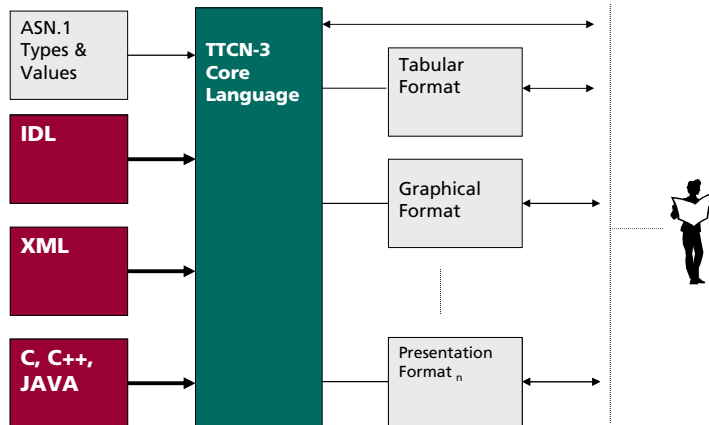 ASN.1
Types &
Values
TTCN-3
Core
Language
Tabular
Format
IDL
Graphical
Format
XML
C, C++,
JAVA
Presentation
Format n